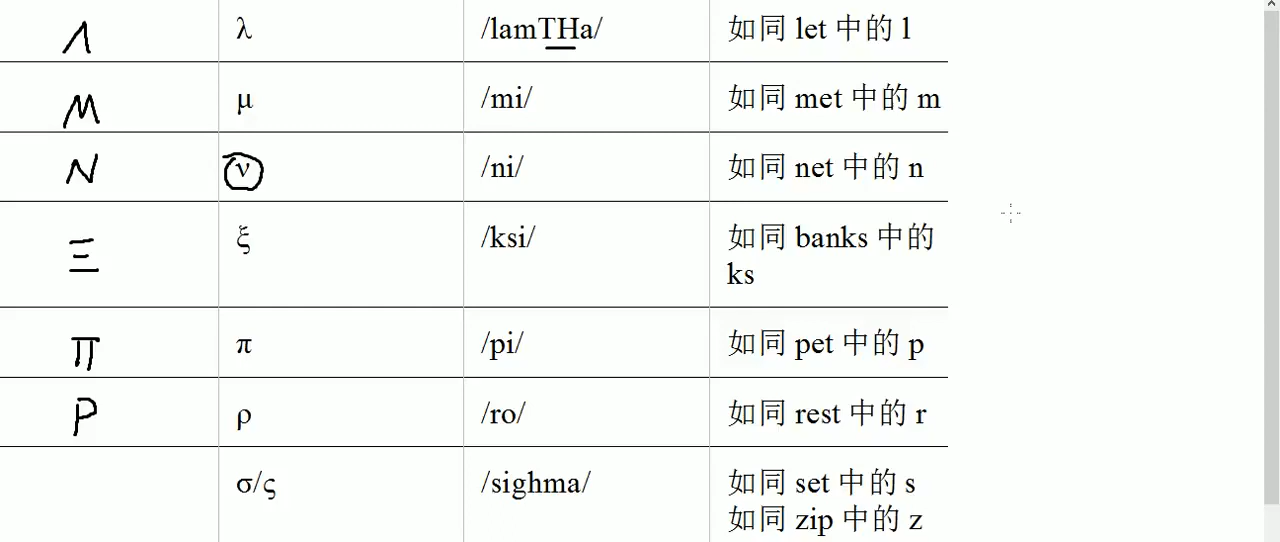 Λ λ /lamTHa/ 如同 let 中的 l
Μ μ /mi/ 如同 met 中的 m
Ν ν /ni/ 如同 net 中的 n
Ξ ξ /ksi/ 如同 banks 中的
ks
Π π /pi/ 如同 pet 中的 p
Ρ ρ /ro/ 如同 rest 中的 r
σ/ς /sighma/ 如同 set 中的 s
如同 zip 中的 z